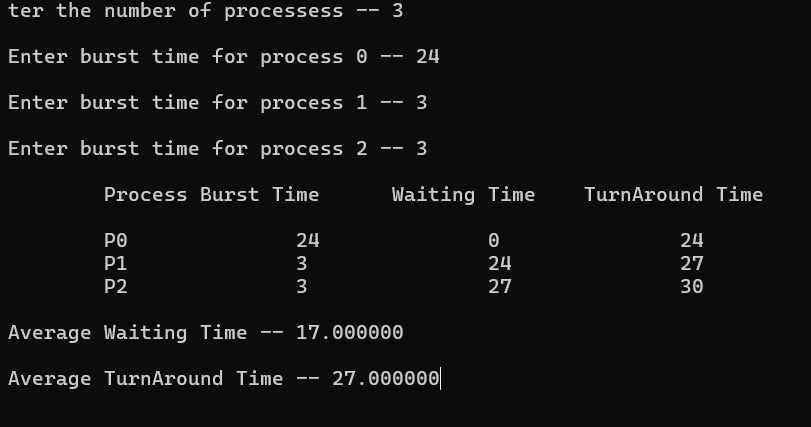 ter the number of processess -- 3
Enter burst time for process 0 -- 24
Enter burst time for process 1 -- 3
Enter burst time for process 2 -- 3
Process Burst Time Waiting Time TurnAround Time
P0 24 0 24
P1 3 24 27
P2 3 27 30
Average Waiting Time -- 17.000000
Average TurnAround Time -- 27.000000